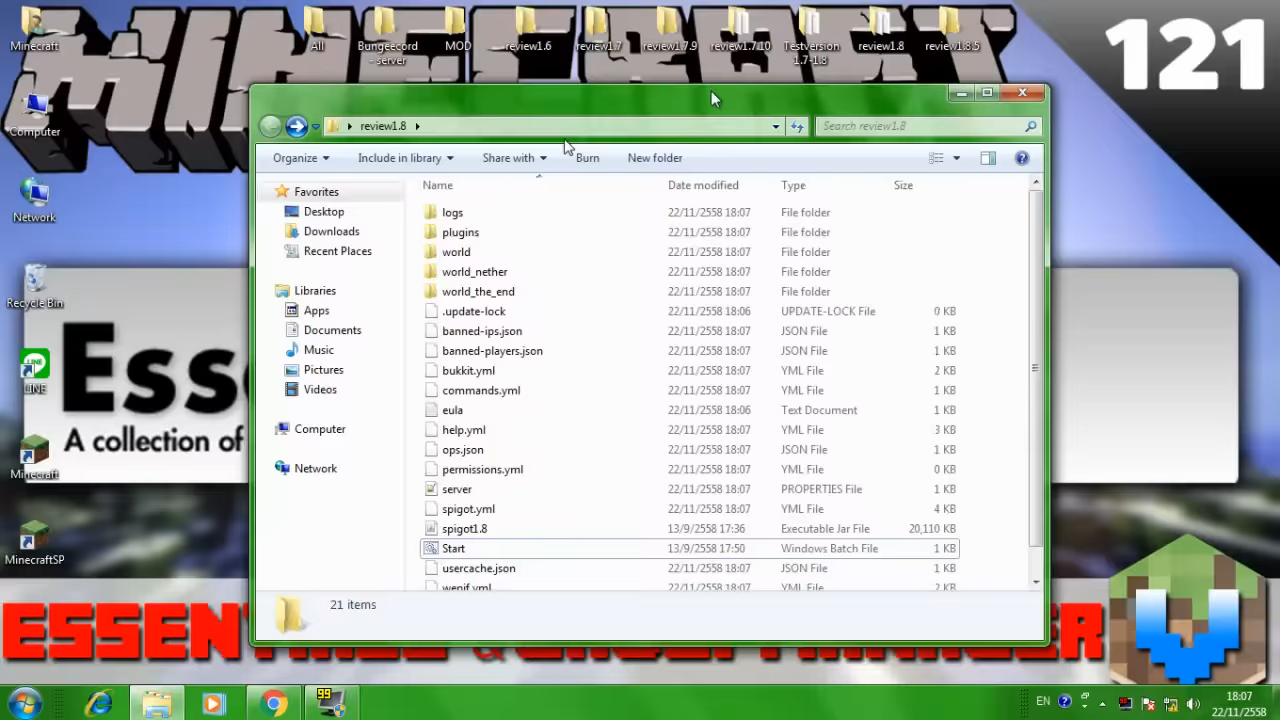 MINECRAFT
121
Minecraft
All
Bungeecord - server
MOD
review1.6
review1.7
review1.7.9
review1.7.10
Testversion 1.7-1.8
review1.8
review1.8.5
Computer
Network
Recycle Bin
LINE
Minecraft
MinecraftSP
review1.8
Search review1.8
Organize
Include in library
Share with
Burn
New folder
Name Date modified Type Size
Favorites
Desktop
Downloads
Recent Places
Libraries
Apps
Documents
Music
Pictures
Videos
Computer
Network
logs 22/11/2558 18:07 File folder
plugins 22/11/2558 18:07 File folder
world 22/11/2558 18:07 File folder
world_nether 22/11/2558 18:07 File folder
world_the_end 22/11/2558 18:07 File folder
.update-lock 22/11/2558 18:06 UPDATE-LOCK File 0 KB
banned-ips.json 22/11/2558 18:07 JSON File 1 KB
banned-players.json 22/11/2558 18:07 JSON File 1 KB
bukkit.yml 22/11/2558 18:07 YML File 2 KB
commands.yml 22/11/2558 18:07 YML File 1 KB
eula 22/11/2558 18:06 Text Document 1 KB
help.yml 22/11/2558 18:07 YML File 3 KB
ops.json 22/11/2558 18:07 JSON File 1 KB
permissions.yml 22/11/2558 18:07 YML File 0 KB
server 22/11/2558 18:07 PROPERTIES File 1 KB
spigot.yml 22/11/2558 18:07 YML File 4 KB
spigot1.8 13/9/2558 17:36 Executable Jar File 20,110 KB
Start 13/9/2558 17:50 Windows Batch File 1 KB
usercache.json 22/11/2558 18:07 JSON File 1 KB
wepif.yml 22/11/2558 18:07 YML File 2 KB
21 items
Esse
A collection of
99
EN
18:07
22/11/2558